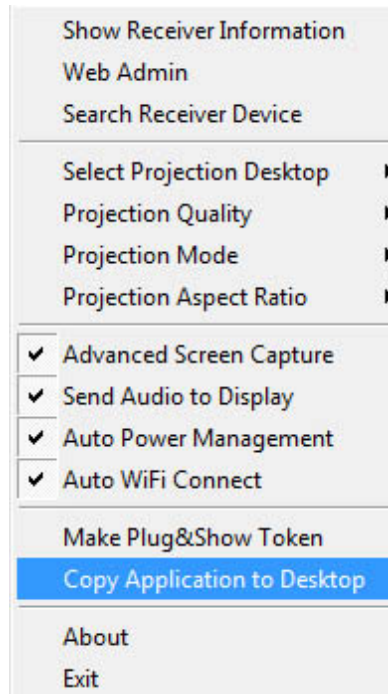 Show Receiver Information
Web Admin
Search Receiver Device
Select Projection Desktop
Projection Quality
Projection Mode
Projection Aspect Ratio
Advanced Screen Capture
Send Audio to Display
Auto Power Management
Auto WiFi Connect
Make Plug&Show Token
Copy Application to Desktop
About
Exit